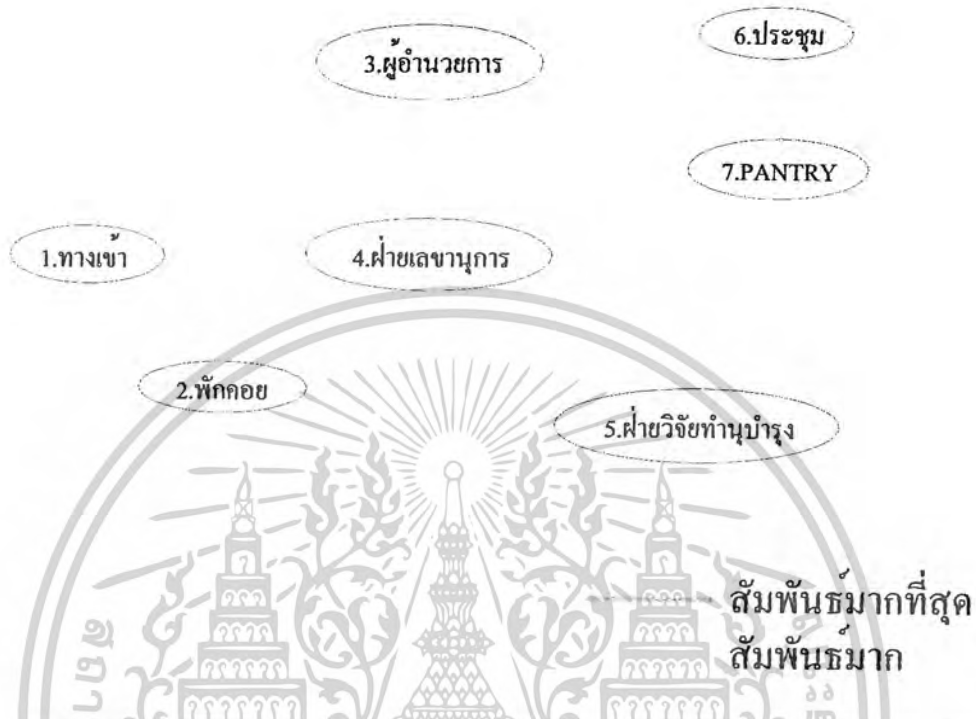 6.ประชุม
3.ผู้อำนวยการ
7.PANTRY
1.ทางเข้า
4.ฝ่ายเลขานุการ
2.พักคอย
5.ฝ่ายวิจัยทำนุบำรุง
สัมพันธ์มากที่สุด
สัมพันธ์มาก